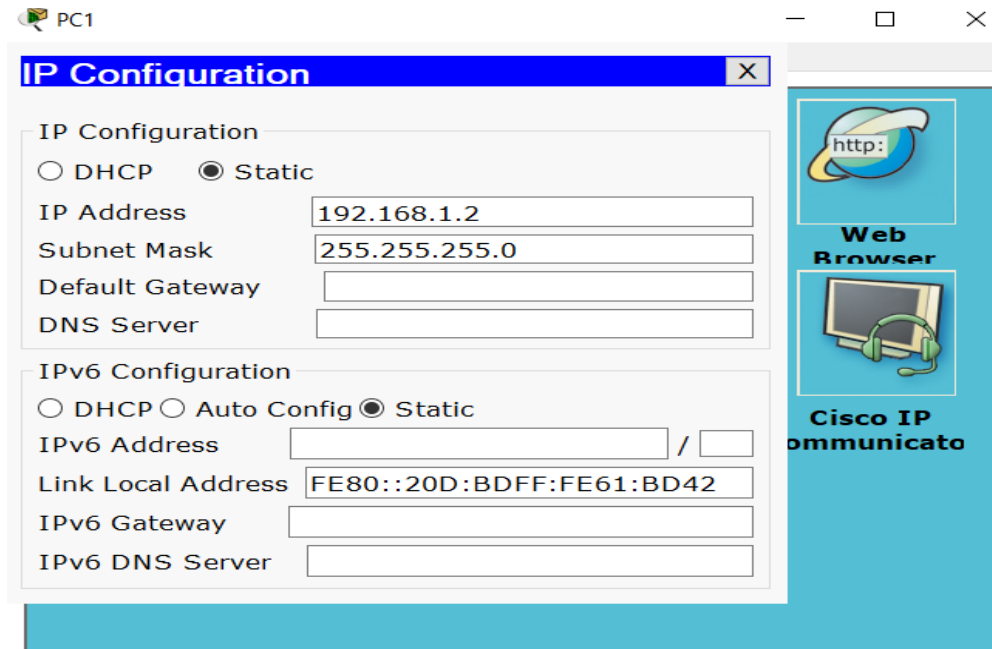 PC1
IP Configuration
X
IP Configuration
DHCP Static
IP Address 192.168.1.2
Subnet Mask 255.255.255.0
Default Gateway
DNS Server
IPv6 Configuration
DHCP Auto Config Static
IPv6 Address /
Link Local Address FE80::20D:BDFF:FE61:BD42
IPv6 Gateway
IPv6 DNS Server
http:
Web
Browser
Cisco IP
ommunicato